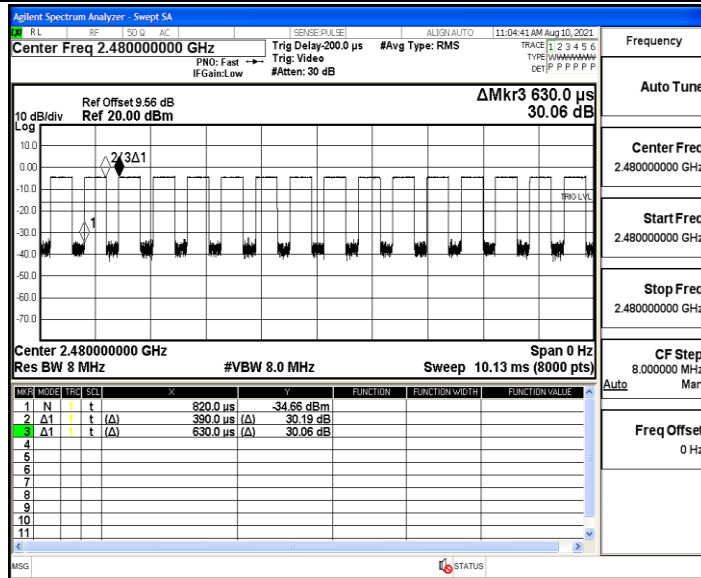 Agilent Spectrum Analyzer - Swept SA
RL RF 50 Ω AC SENSE:PULSE ALIGN AUTO 11:04:41 AM Aug 10, 2021
Center Freq 2.480000000 GHz
PNO: Fast
IFGain:Low
Trig Delay-200.0 µs
Trig: Video
#Atten: 30 dB
#Avg Type: RMS
TRACE 1 2 3 4 5 6
TYPE WWWWWW
DET P P P P P P
Ref Offset 9.56 dB
Ref 20.00 dBm
10 dB/div
Log
ΔMkr3 630.0 µs
30.06 dB
10.0
0.00
-10.0
-20.0
-30.0
-40.0
-50.0
-60.0
-70.0
2/3Δ1
1
TRIG LVL
Center 2.480000000 GHz
Span 0 Hz
Res BW 8 MHz
#VBW 8.0 MHz
Sweep 10.13 ms (8000 pts)
MKR MODE TRC SCL X Y FUNCTION FUNCTION WIDTH FUNCTION VALUE
1 N 1 t 820.0 µs -34.66 dBm
2 Δ1 1 t (Δ) 390.0 µs (Δ) 30.19 dB
3 Δ1 1 t (Δ) 630.0 µs (Δ) 30.06 dB
4
5
6
7
8
9
10
11
MSG
STATUS
Frequency
Auto Tune
Center Freq
2.480000000 GHz
Start Freq
2.480000000 GHz
Stop Freq
2.480000000 GHz
CF Step
8.000000 MHz
Auto Man
Freq Offset
0 Hz